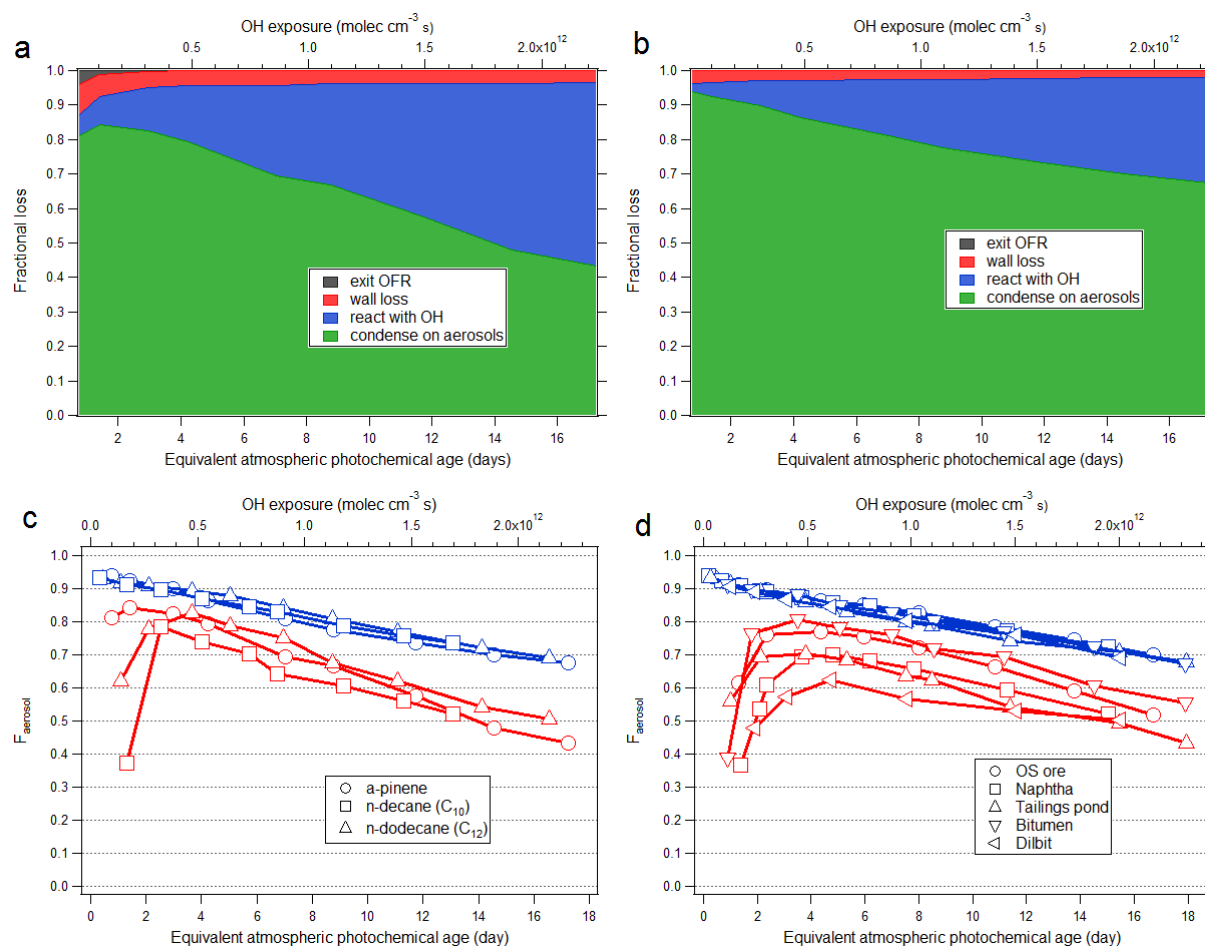 a
OH exposure (molec cm-3 s)
0.5 1.0 1.5 2.0x10^12
1.0
0.9
0.8
0.7
0.6
0.5
0.4
0.3
0.2
0.1
0.0
Fractional loss
exit OFR
wall loss
react with OH
condense on aerosols
2 4 6 8 10 12 14 16
Equivalent atmospheric photochemical age (days)
b
OH exposure (molec cm-3 s)
0.5 1.0 1.5 2.0x10^12
1.0
0.9
0.8
0.7
0.6
0.5
0.4
0.3
0.2
0.1
0.0
Fractional loss
exit OFR
wall loss
react with OH
condense on aerosols
2 4 6 8 10 12 14 16
Equivalent atmospheric photochemical age (days)
c
OH exposure (molec cm-3 s)
0.0 0.5 1.0 1.5 2.0x10^12
1.0
0.9
0.8
0.7
0.6
0.5
0.4
0.3
0.2
0.1
0.0
Faerosol
a-pinene
n-decane (C10)
n-dodecane (C12)
0 2 4 6 8 10 12 14 16 18
Equivalent atmospheric photochemical age (day)
d
OH exposure (molec cm-3 s)
0.0 0.5 1.0 1.5 2.0x10^12
1.0
0.9
0.8
0.7
0.6
0.5
0.4
0.3
0.2
0.1
0.0
Faerosol
OS ore
Naphtha
Tailings pond
Bitumen
Dilbit
0 2 4 6 8 10 12 14 16 18
Equivalent atmospheric photochemical age (day)